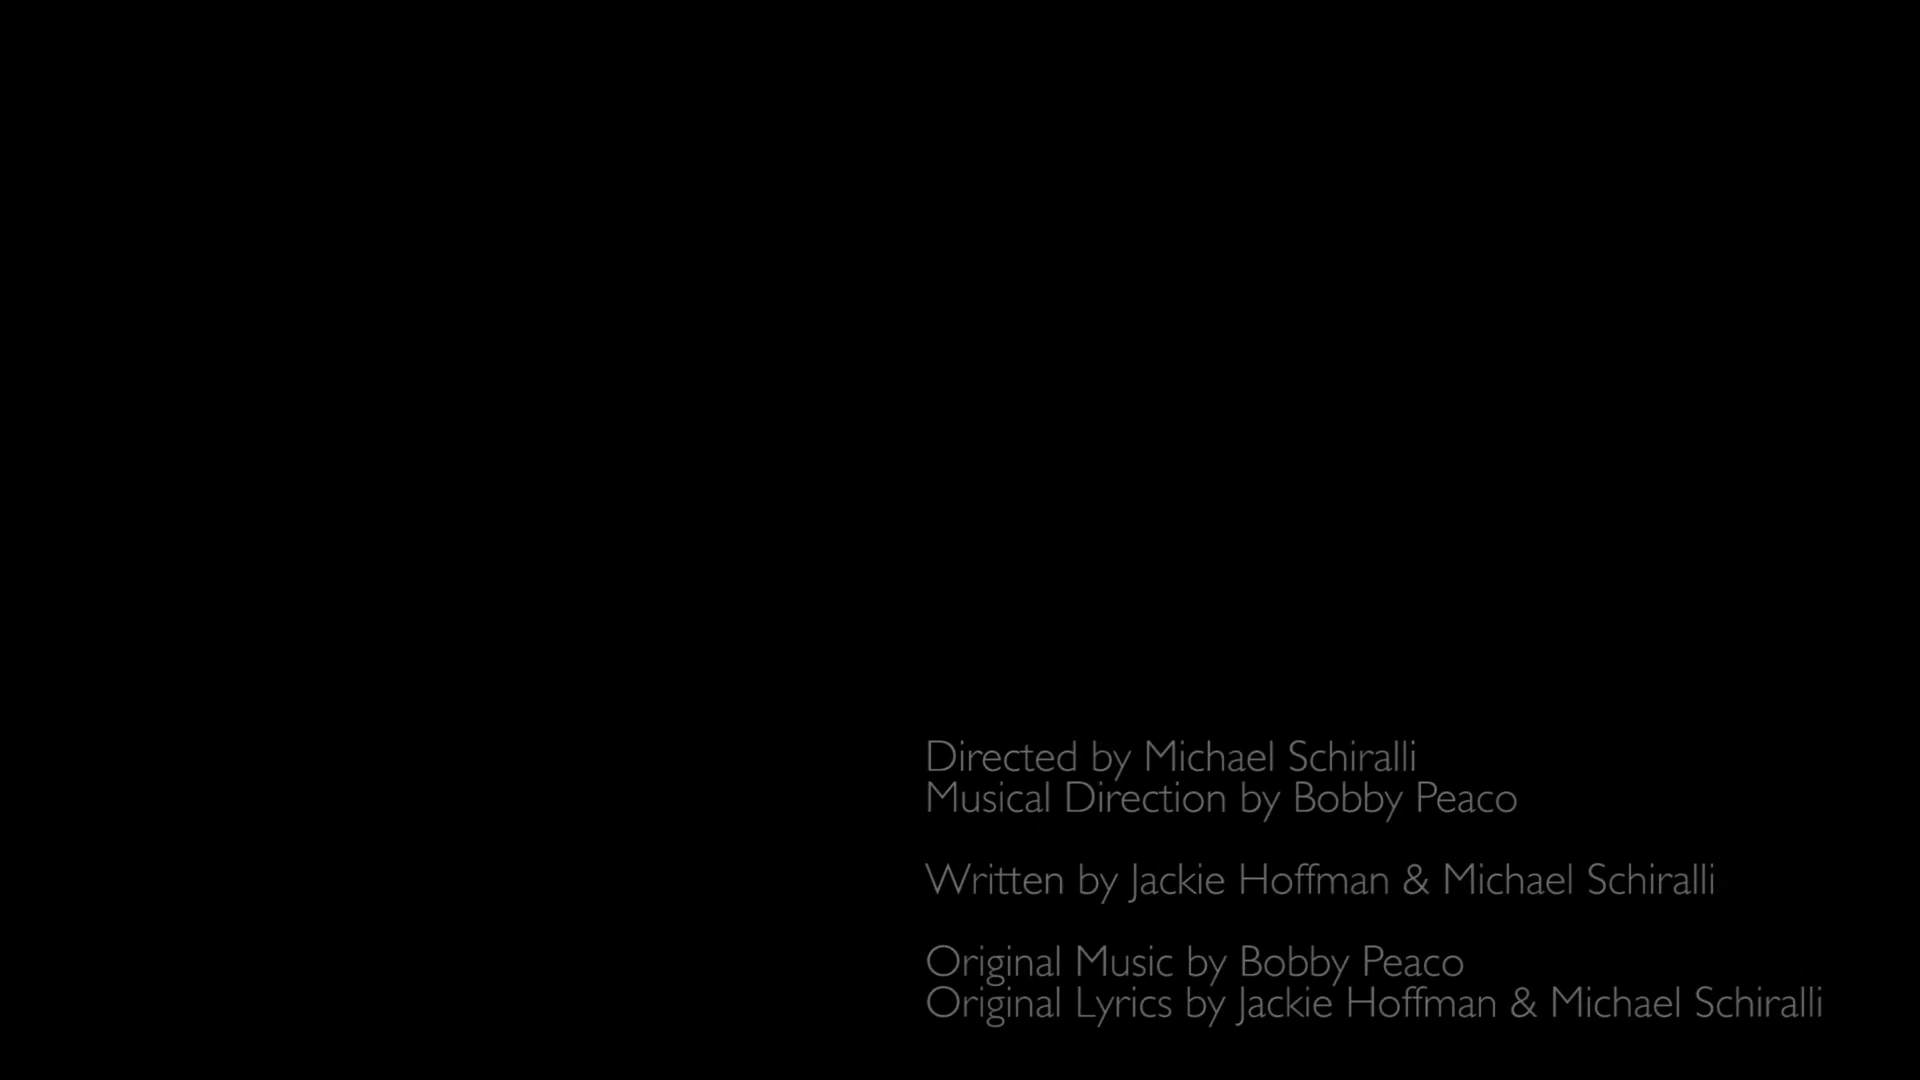 Directed by Michael Schiralli
Musical Direction by Bobby Peaco
Written by Jackie Hoffman & Michael Schiralli
Original Music by Bobby Peaco
Original Lyrics by Jackie Hoffman & Michael Schiralli